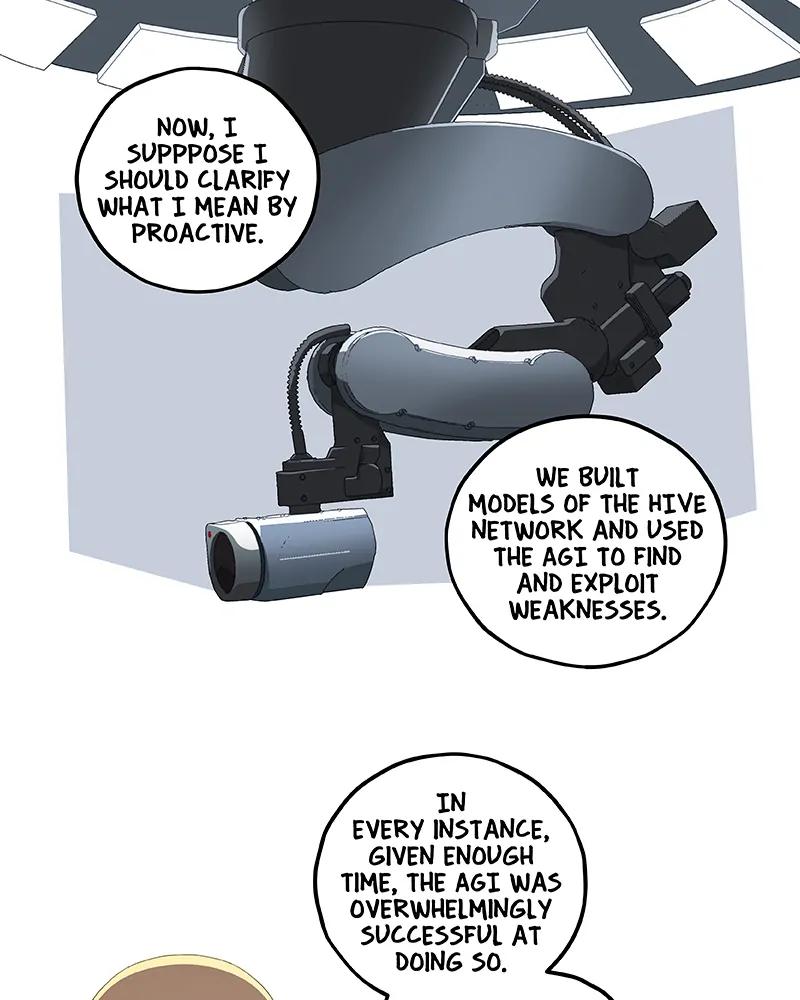 NOW, I
SUPPPOSE I
SHOULD CLARIFY
WHAT I MEAN BY
PROACTIVE.
WE BUILT
MODELS OF THE HIVE
NETWORK AND USED
THE AGI TO FIND
AND EXPLOIT
WEAKNESSES.
IN
EVERY INSTANCE,
GIVEN ENOUGH
TIME, THE AGI WAS
OVERWHELMINGLY
SUCCESSFUL AT
DOING SO.